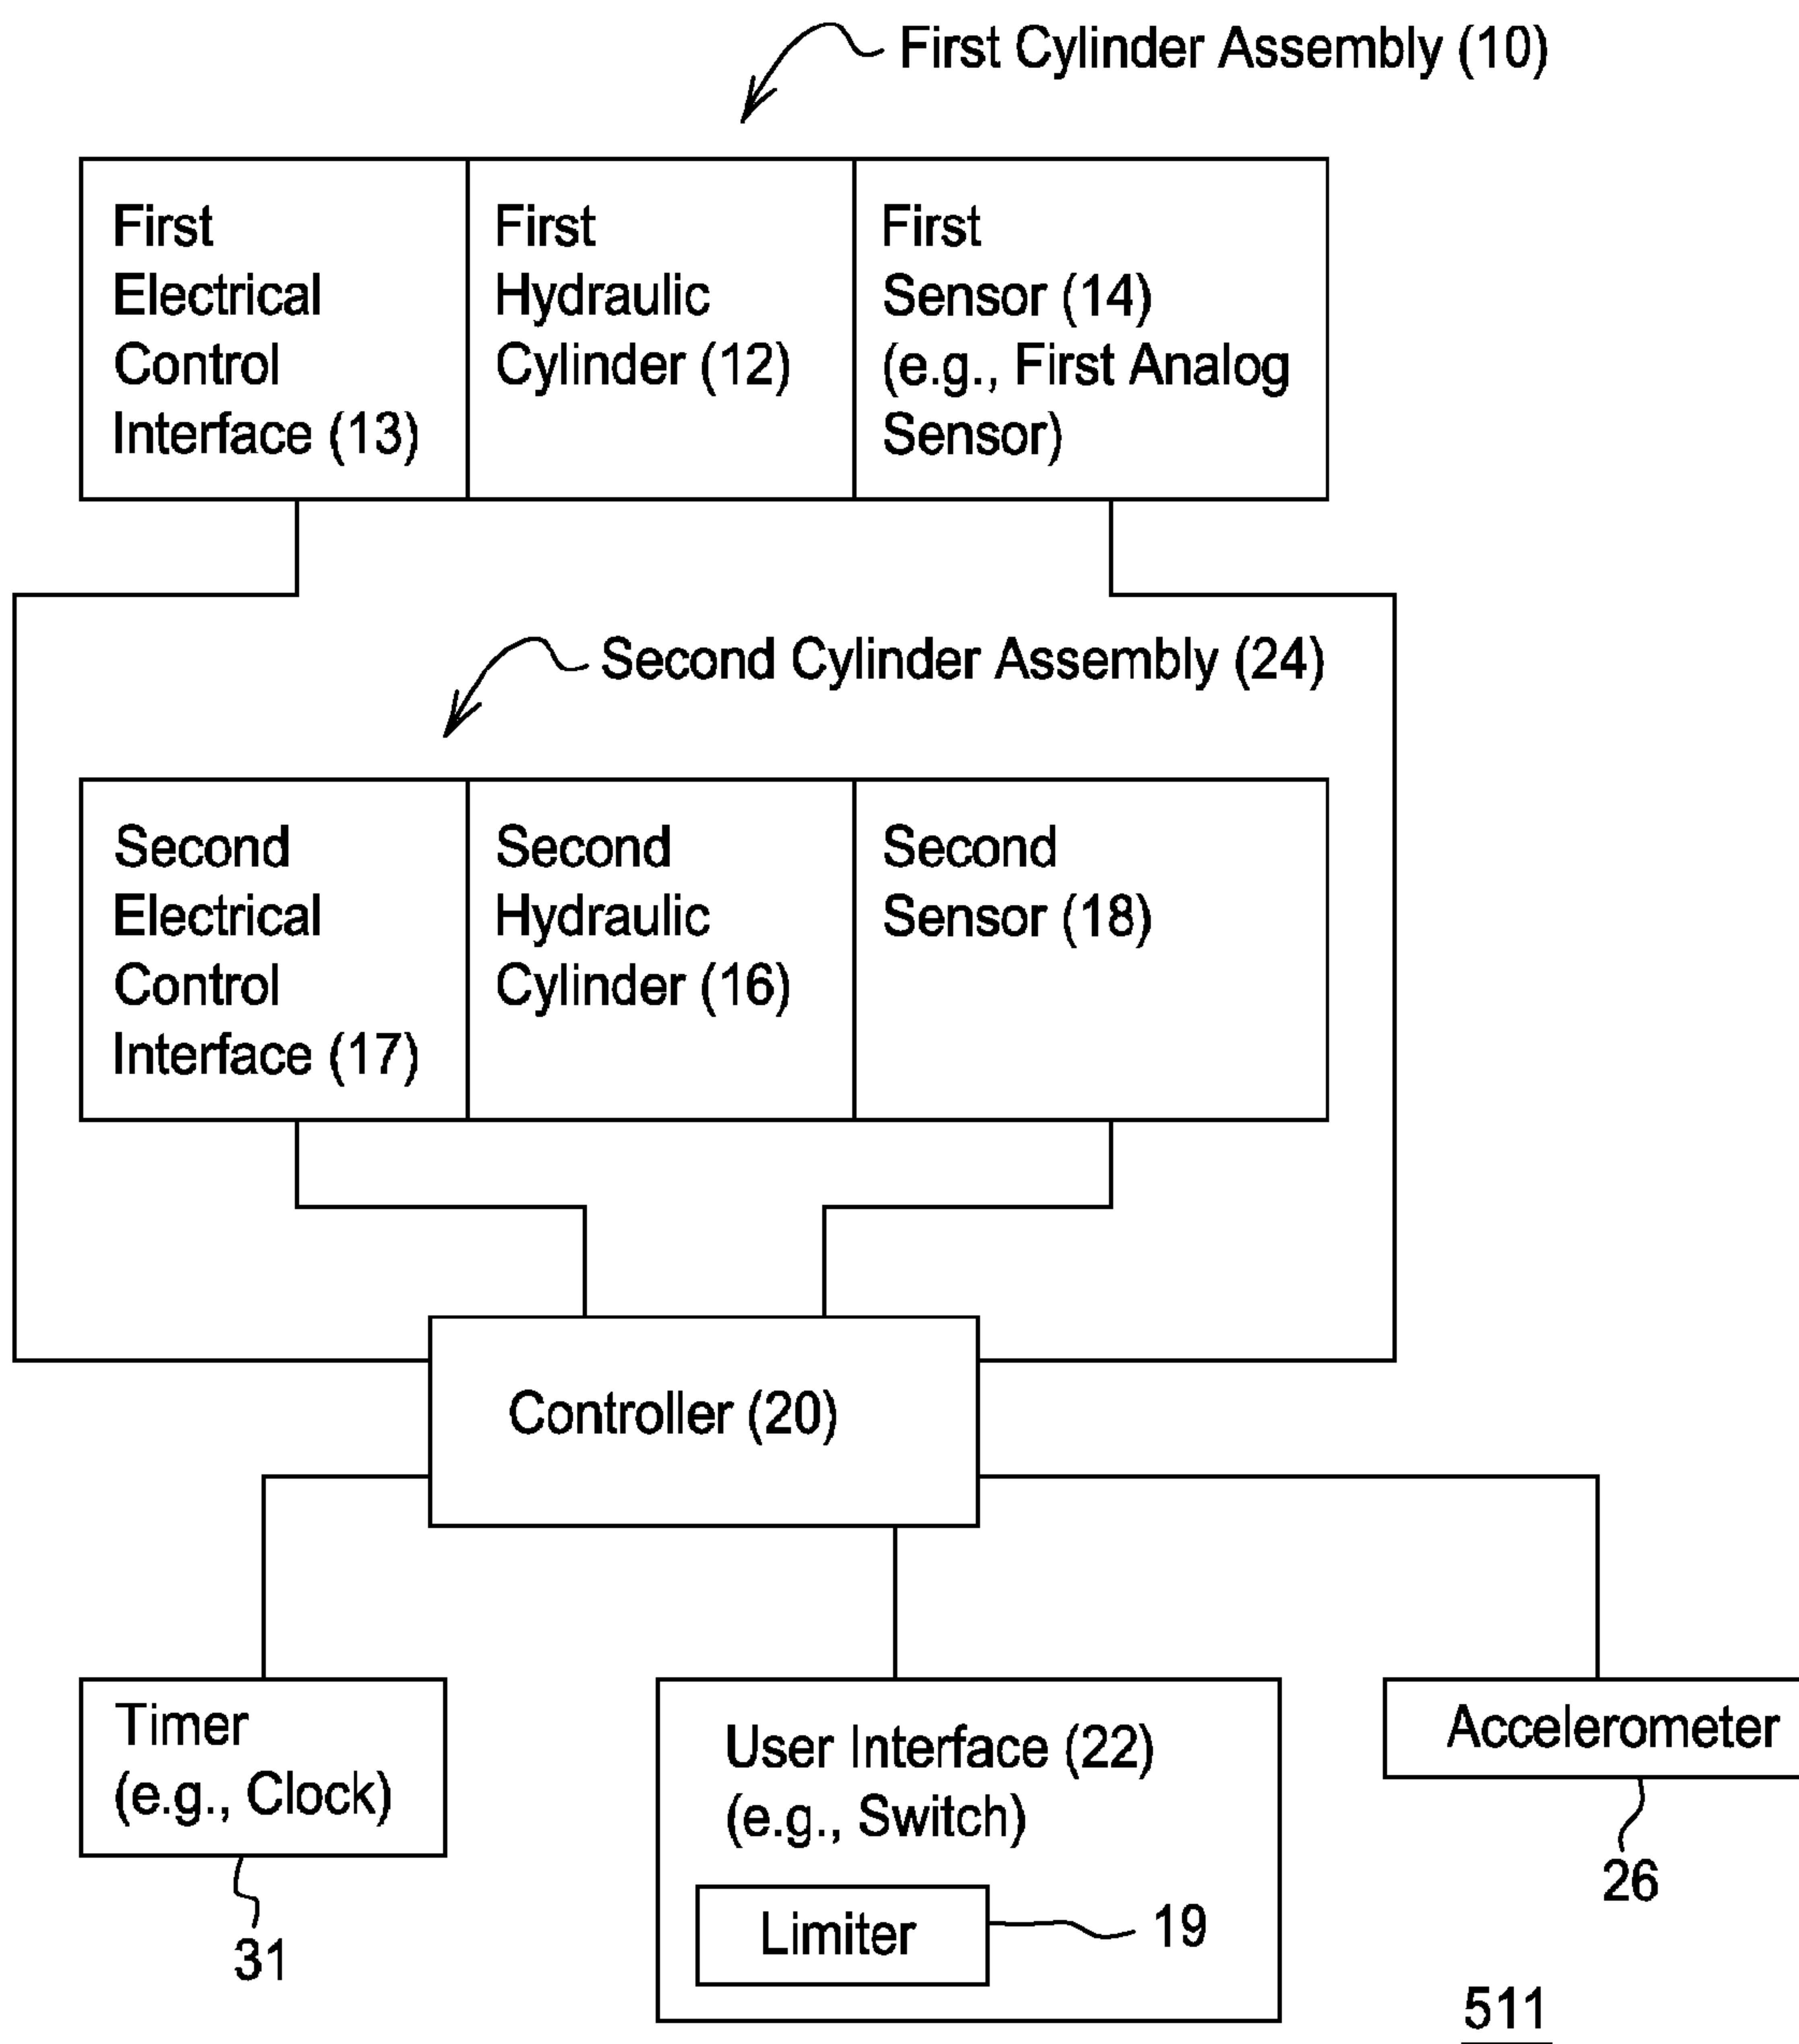 First Cylinder Assembly (10)
First
Electrical
Control
Interface (13)
First
Hydraulic
Cylinder (12)
First
Sensor (14)
(e.g., First Analog
Sensor)
Second Cylinder Assembly (24)
Second
Electrical
Control
Interface (17)
Second
Hydraulic
Cylinder (16)
Second
Sensor (18)
Controller (20)
Timer
(e.g., Clock)
31
User Interface (22)
(e.g., Switch)
Limiter
19
Accelerometer
26
511